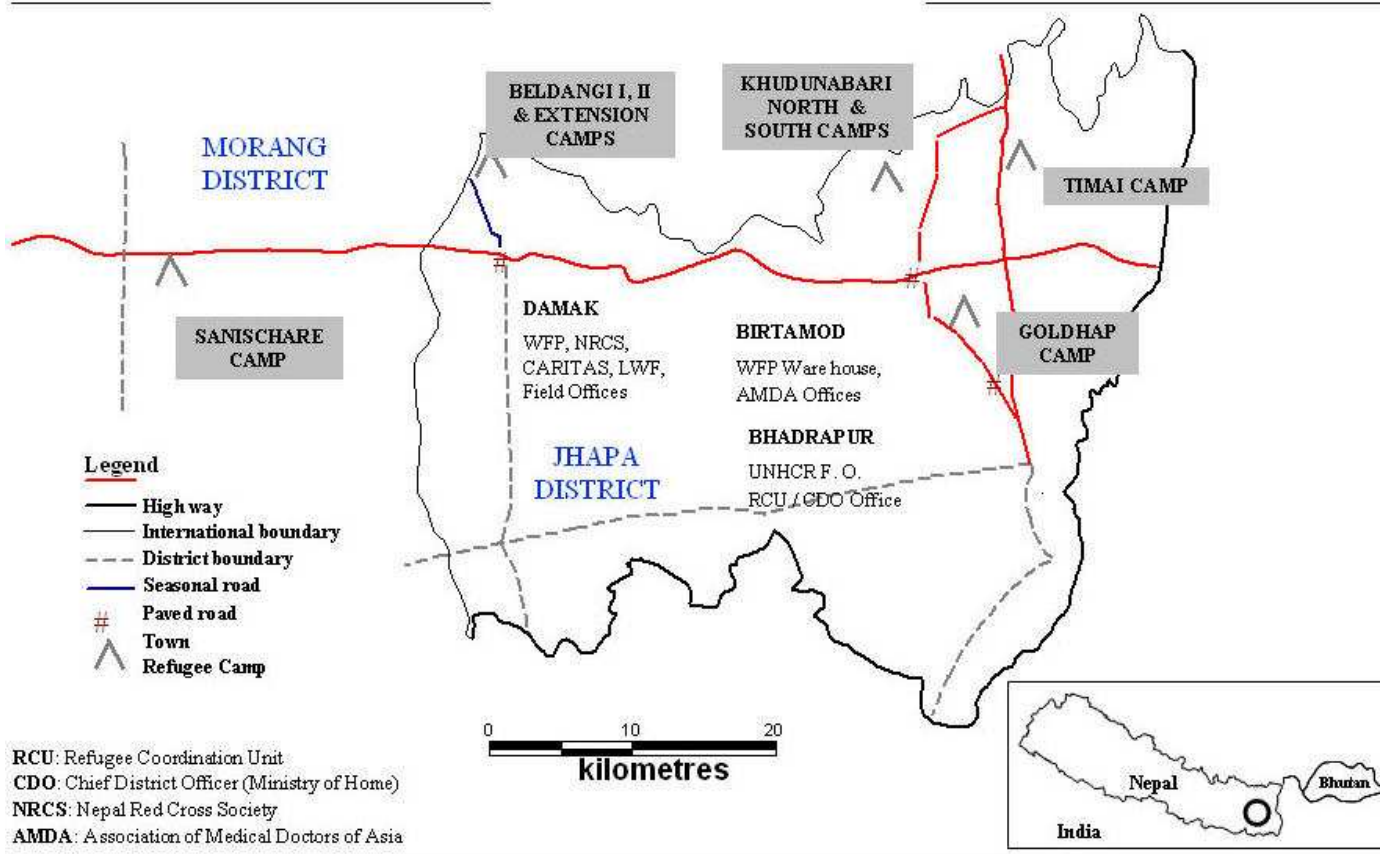 MORANG
DISTRICT
BELDANGI I, II
& EXTENSION
CAMPS
KHUDUNABARI
NORTH &
SOUTH CAMPS
TIMAI CAMP
#
#
SANISCHARE
CAMP
DAMAK
WFP, NRCS,
CARITAS, LWF,
Field Offices
BIRTAMOD
WFP Ware house,
AMDA Offices
GOLDHAP
CAMP
#
BHADRAPUR
UNHCR F. O.
RCU / CDO Office
JHAPA
DISTRICT
Legend
High way
International boundary
District boundary
Seasonal road
# Paved road
Town
Refugee Camp
0 10 20
kilometres
RCU: Refugee Coordination Unit
CDO: Chief District Officer (Ministry of Home)
NRCS: Nepal Red Cross Society
AMDA: Association of Medical Doctors of Asia
Nepal
Bhutan
India